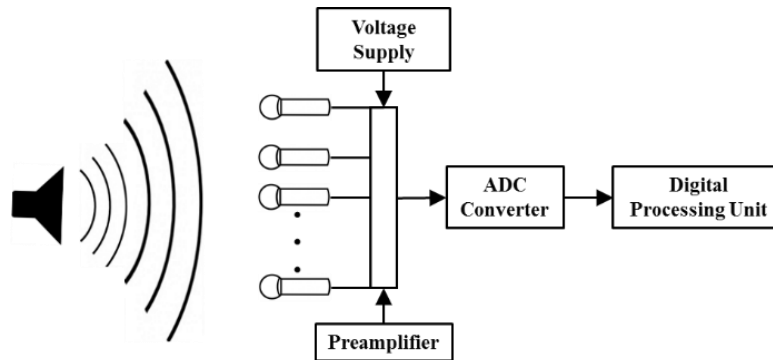 Voltage
Supply
ADC
Converter
Digital
Processing Unit
Preamplifier